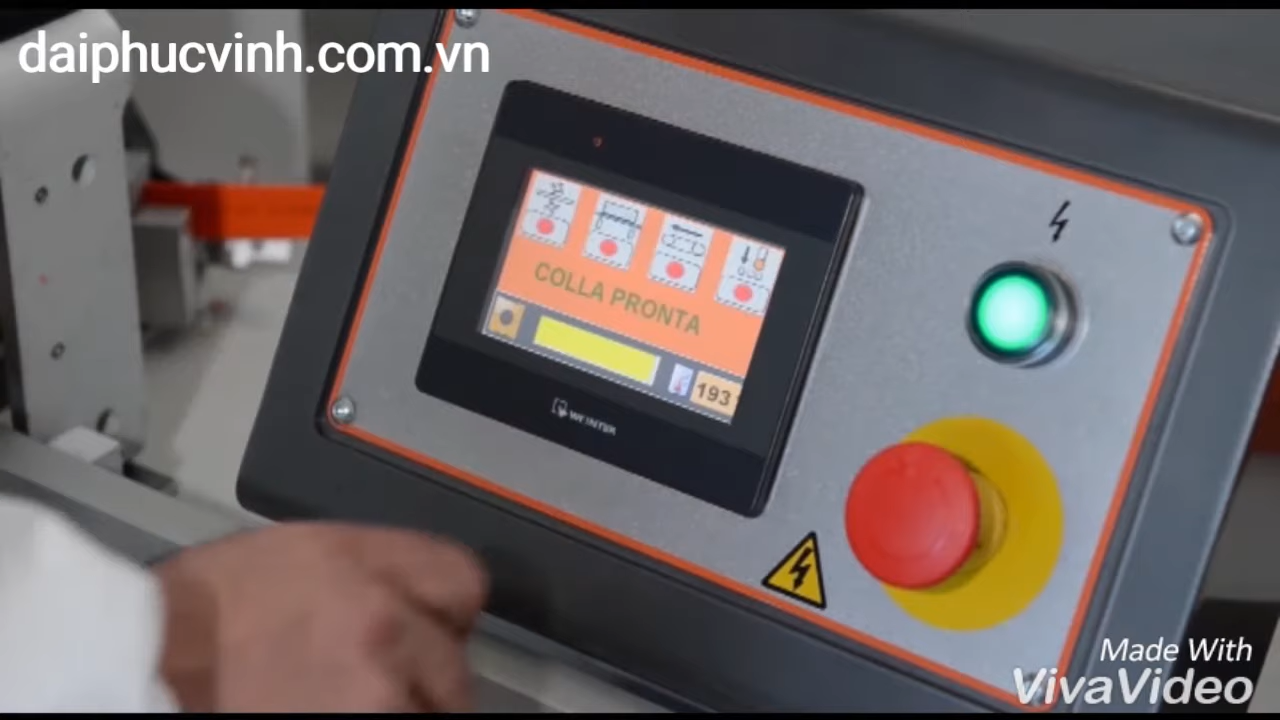 daiphucvinh.com.vn
COLLA PRONTA
193
WEINTEK
Made With
VivaVideo